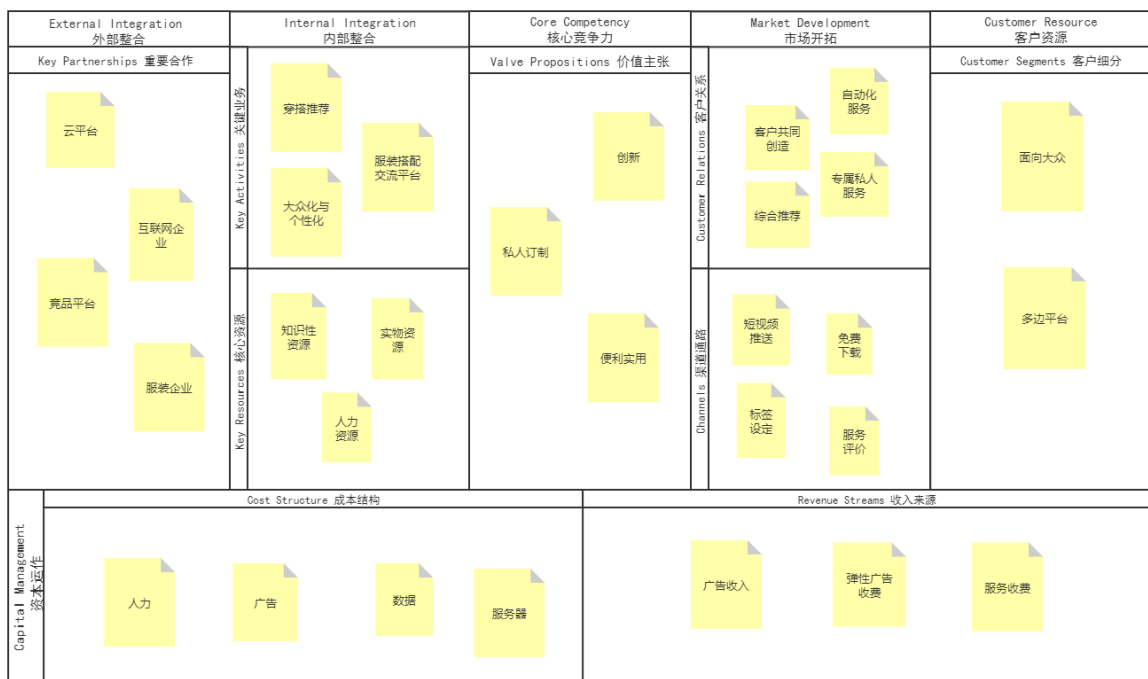 External Integration
外部整合
Internal Integration
内部整合
Core Competency
核心竞争力
Market Development
市场开拓
Customer Resource
客户资源
Key Partnerships 重要合作
云平台
互联网企
业
竟品平台
服装企业
Key Activities 关键业务
穿搭推荐
服装搭配
交流平台
大众化与
个性化
Key Resources 核心资源
知识性
资源
实物资
源
人力
资源
Valve Propositions 价值主张
创新
私人订制
便利实用
Customer Relations 客户关系
自动化
服务
客户共同
创造
专属私人
服务
综合推荐
Channels 渠道通路
短视频
推送
免费
下载
标签
设定
服务
评价
Customer Segments 客户细分
面向大众
多边平台
Capital Management
资本运作
Cost Structure 成本结构
人力
广告
数据
服务器
Revenue Streams 收入来源
广告收入
弹性广告
收费
服务收费